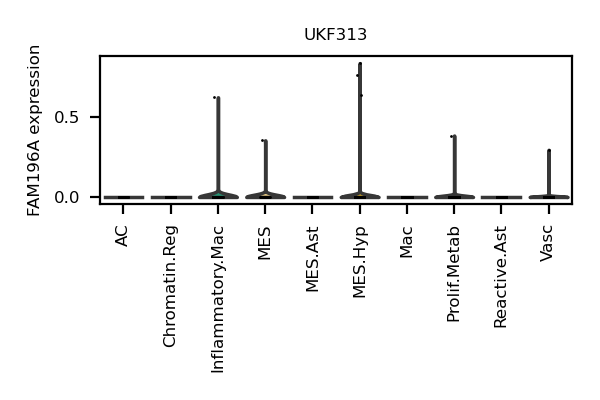 UKF313
FAM196A expression
0.5
0.0
AC
Chromatin.Reg
Inflammatory.Mac
MES
MES.Ast
MES.Hyp
Mac
Prolif.Metab
Reactive.Ast
Vasc